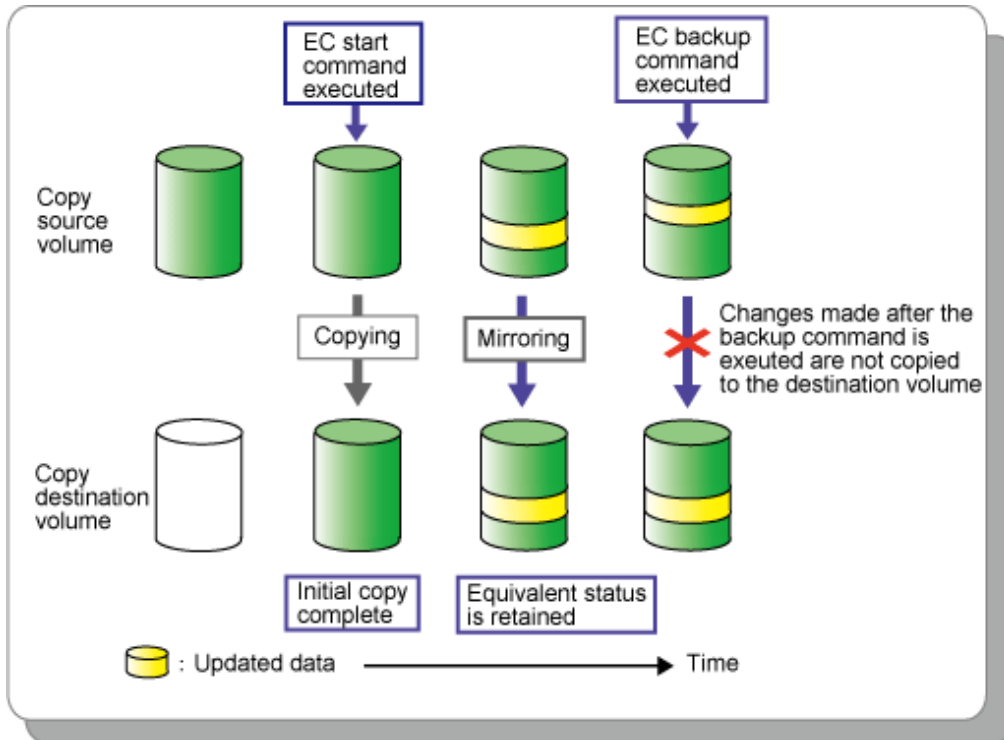 EC start
command
executed
EC backup
command
executed
Copy
source
volume
Copying
Mirroring
Changes made after the
backup command is
exeuted are not copied
to the destination volume
Copy
destination
volume
Initial copy
complete
Equivalent status
is retained
: Updated data
Time